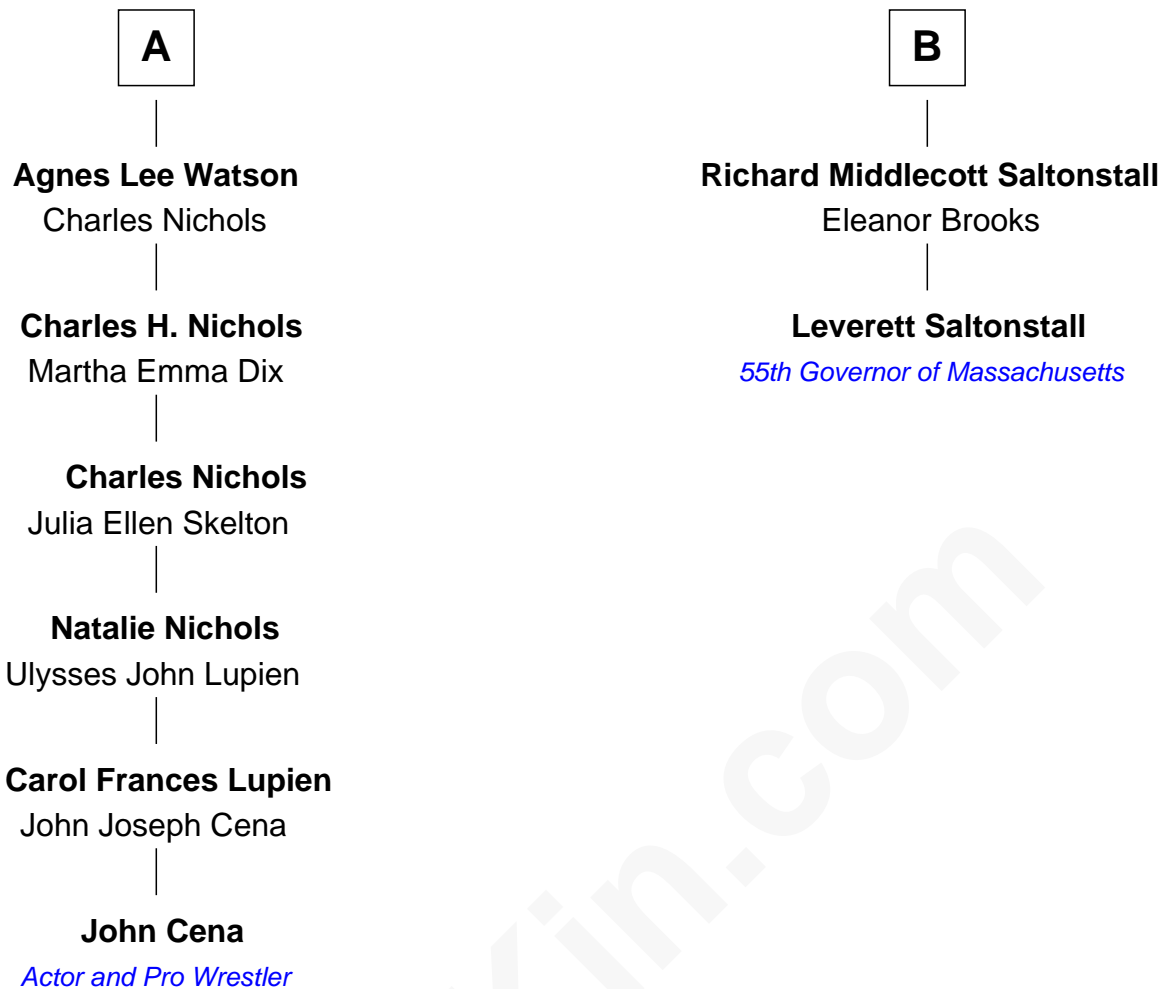 A
Agnes Lee Watson
Charles Nichols
Charles H. Nichols
Martha Emma Dix
Charles Nichols
Julia Ellen Skelton
Natalie Nichols
Ulysses John Lupien
Carol Frances Lupien
John Joseph Cena
John Cena
Actor and Pro Wrestler
B
Richard Middlecott Saltonstall
Eleanor Brooks
Leverett Saltonstall
55th Governor of Massachusetts
Kin.com